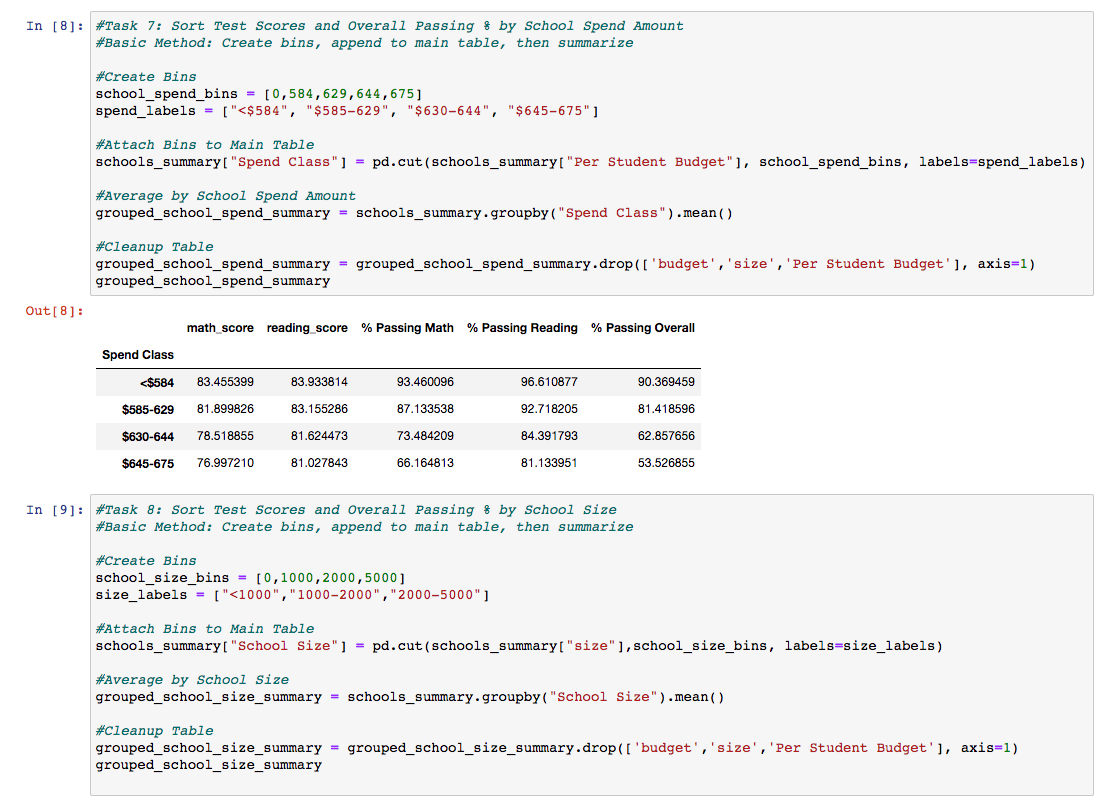 In [8]: #Task 7: Sort Test Scores and Overall Passing % by School Spend Amount
#Basic Method: Create bins, append to main table, then summarize
#Create Bins
school_spend_bins = [0,584,629,644,675]
spend_labels = ["<$584", "$585-629", "$630-644", "$645-675"]
#Attach Bins to Main Table
schools_summary["Spend Class"] = pd.cut(schools_summary["Per Student Budget"], school_spend_bins, labels=spend_labels)
#Average by School Spend Amount
grouped_school_spend_summary = schools_summary.groupby("Spend Class").mean()
#Cleanup Table
grouped_school_spend_summary = grouped_school_spend_summary.drop(['budget','size','Per Student Budget'], axis=1)
grouped_school_spend_summary
Out[8]:
math_score reading_score % Passing Math % Passing Reading % Passing Overall
Spend Class
<$584 83.455399 83.933814 93.460096 96.610877 90.369459
$585-629 81.899826 83.155286 87.133538 92.718205 81.418596
$630-644 78.518855 81.624473 73.484209 84.391793 62.857656
$645-675 76.997210 81.027843 66.164813 81.133951 53.526855
In [9]: #Task 8: Sort Test Scores and Overall Passing % by School Size
#Basic Method: Create bins, append to main table, then summarize
#Create Bins
school_size_bins = [0,1000,2000,5000]
size_labels = ["<1000","1000-2000","2000-5000"]
#Attach Bins to Main Table
schools_summary["School Size"] = pd.cut(schools_summary["size"],school_size_bins, labels=size_labels)
#Average by School Size
grouped_school_size_summary = schools_summary.groupby("School Size").mean()
#Cleanup Table
grouped_school_size_summary = grouped_school_size_summary.drop(['budget','size','Per Student Budget'], axis=1)
grouped_school_size_summary